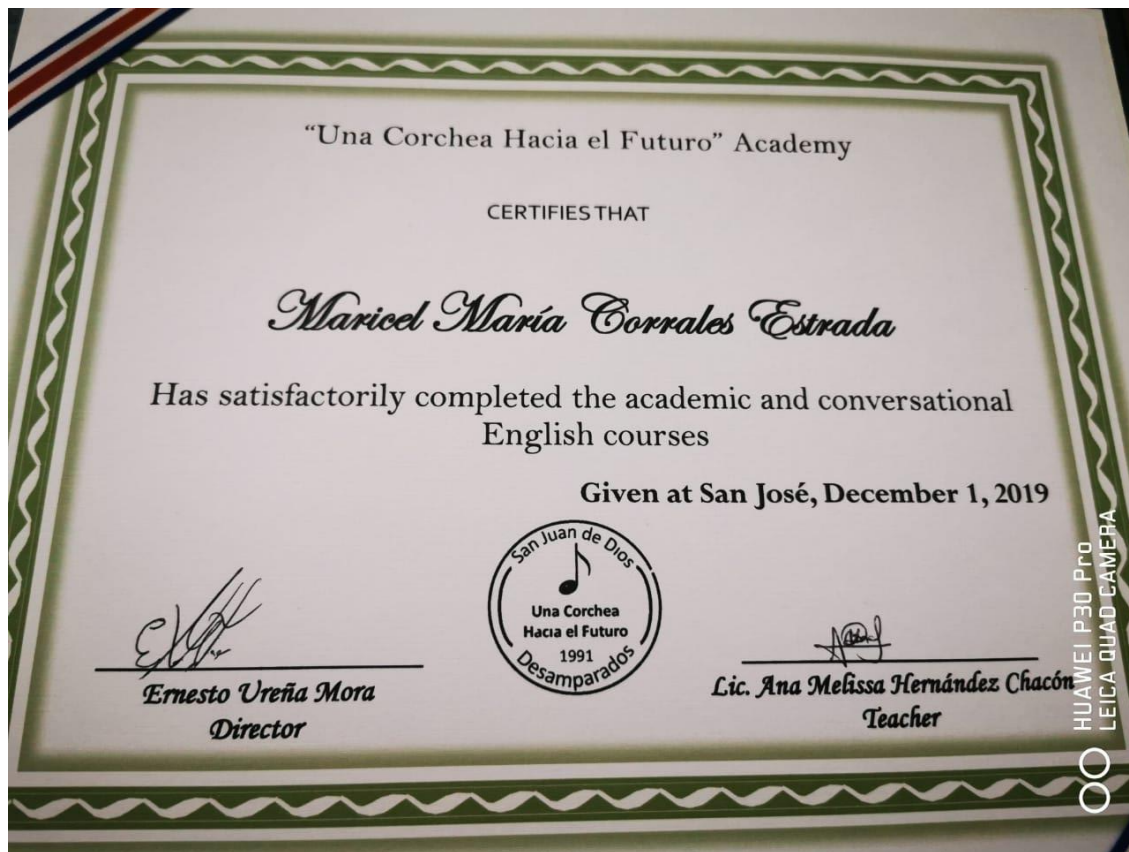 “Una Corchea Hacia el Futuro” Academy
CERTIFIES THAT
Maricel María Corrales Estrada
Has satisfactorily completed the academic and conversational
English courses
Given at San José, December 1, 2019
San Juan de Dios
Una Corchea
Hacia el Futuro
1991
Desamparados
Ernesto Ureña Mora
Director
Lic. Ana Melissa Hernández Chacón
Teacher
HUAWEI P30 Pro
LEICA QUAD CAMERA